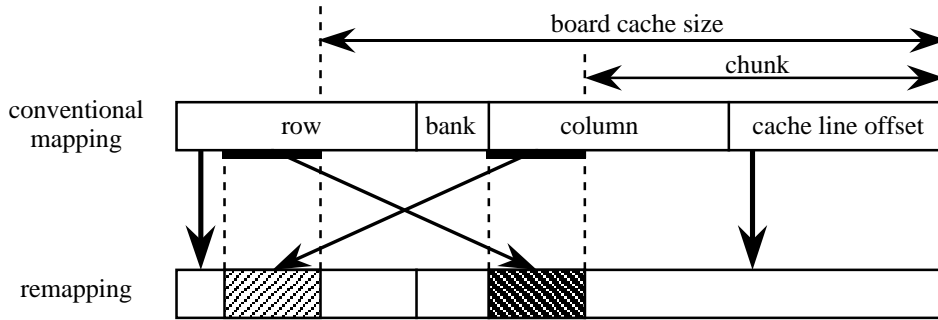 board cache size
chunk
conventional
mapping
row
bank
column
cache line offset
remapping